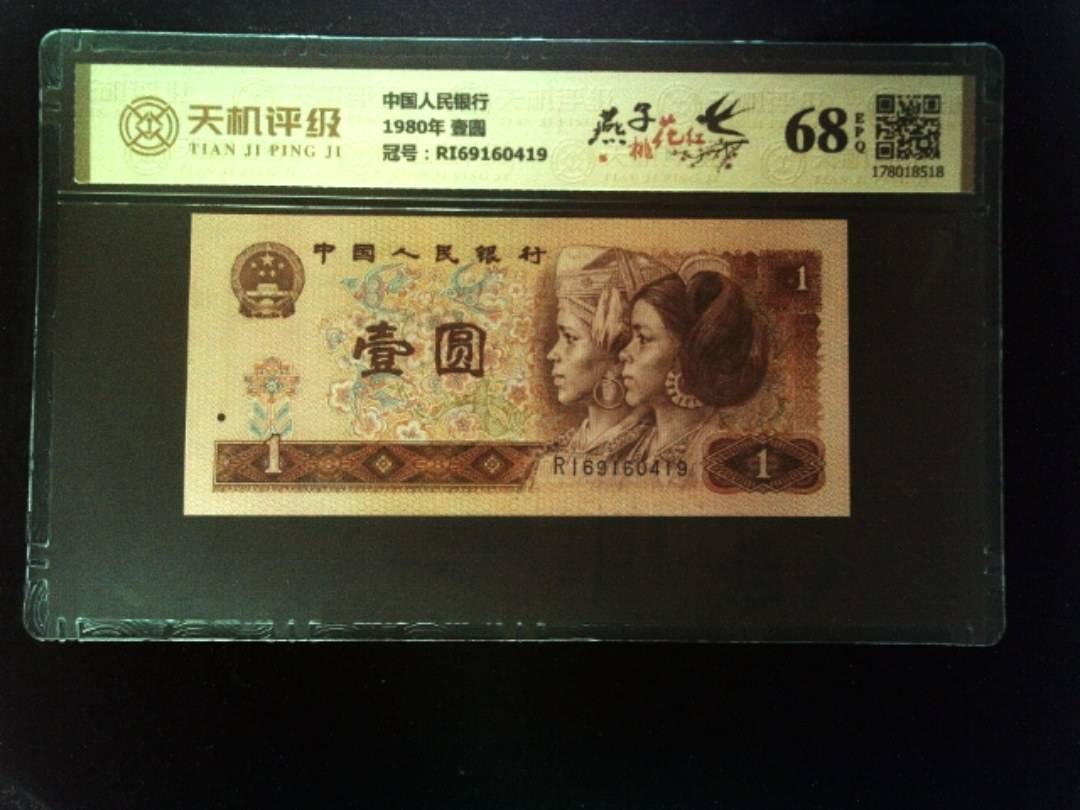 天机评级
TIAN JI PING JI
中国人民银行
1980年 壹圆
冠号：RI69160419
燕子
桃花红
68 EPQ
178018518
中国人民银行
1
壹圆
1
RI69160419
1